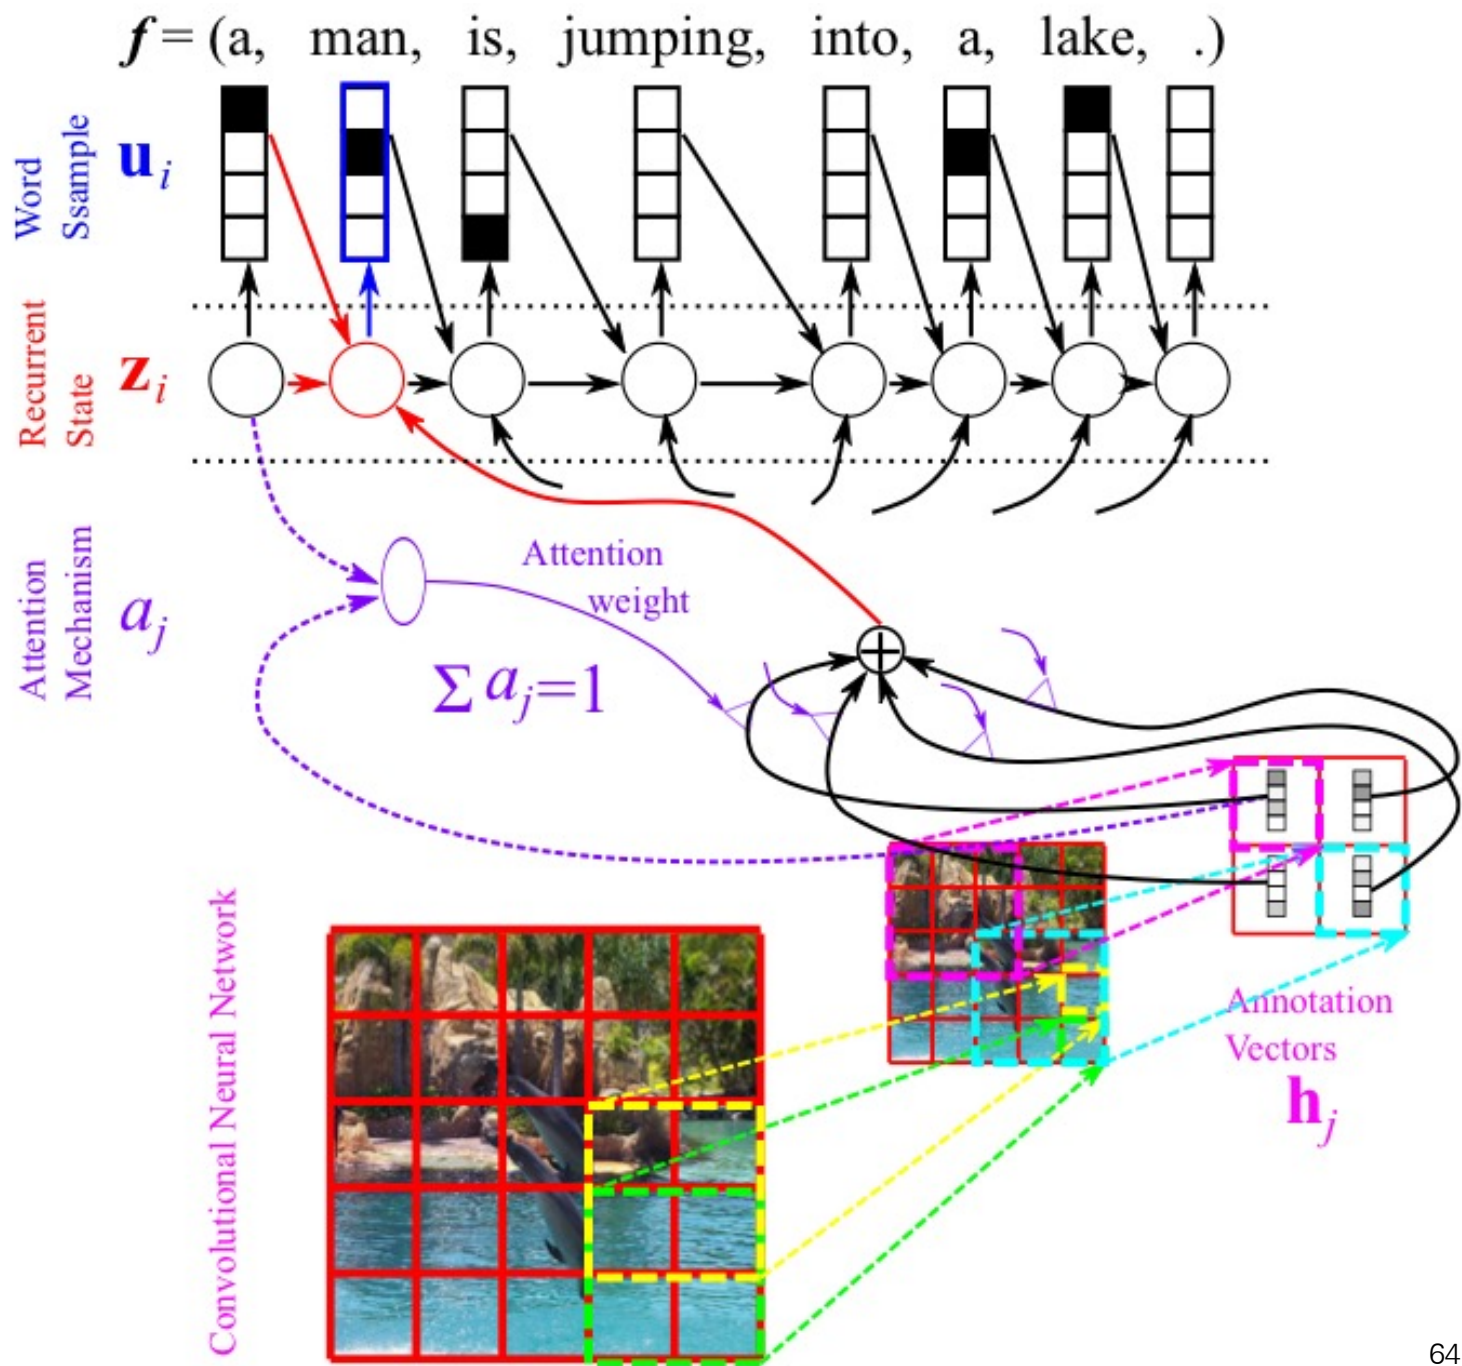 f = (a, man, is, jumping, into, a, lake, .)
Word
Ssample
u_i
Recurrent
State
z_i
Attention
Mechanism
a_j
Attention
weight
∑ a_j=1
Convolutional Neural Network
Annotation
Vectors
h_j
64